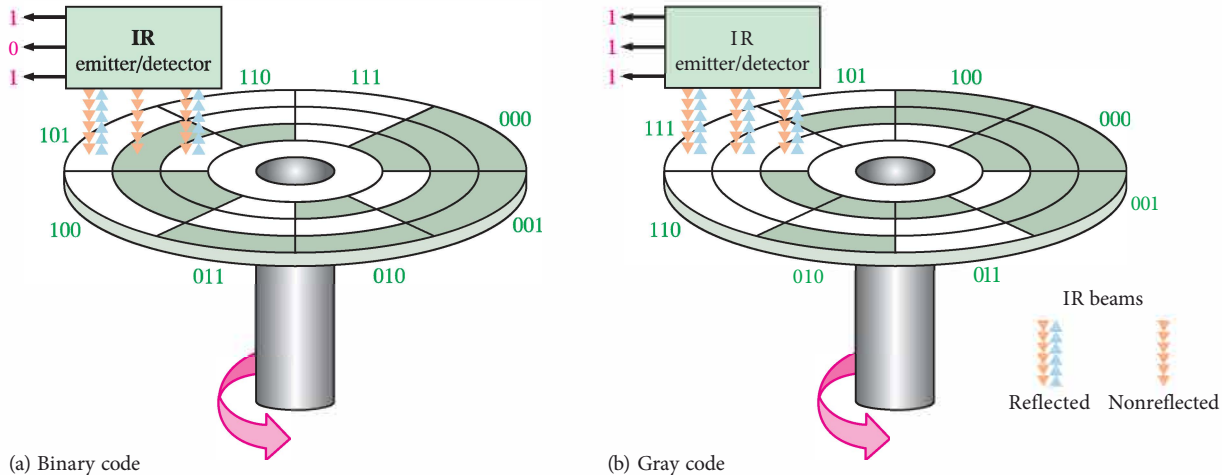 1
0
1
IR
emitter/detector
110
111
000
001
010
011
100
101
(a) Binary code
1
1
1
IR
emitter/detector
101
100
000
001
011
010
110
111
IR beams
Reflected Nonreflected
(b) Gray code